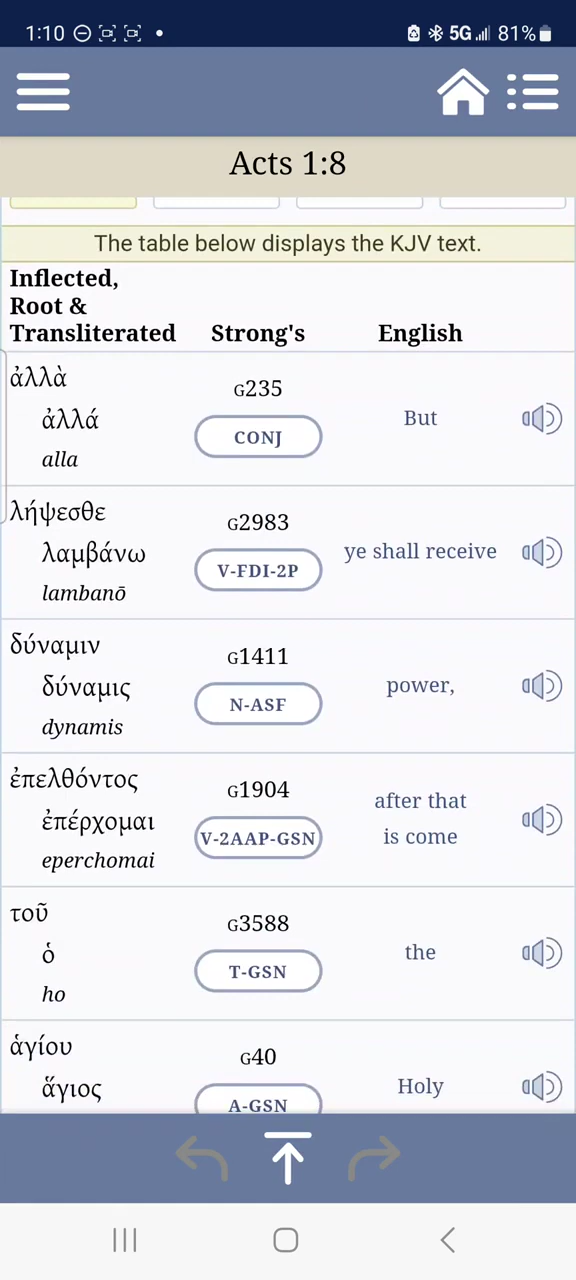 1:10
5G 81%
Acts 1:8
The table below displays the KJV text.
Inflected,
Root &
Transliterated Strong's English
ἀλλὰ
ἀλλά
alla
G235
CONJ
But
λήψεσθε
λαμβάνω
lambanō
G2983
V-FDI-2P
ye shall receive
δύναμιν
δύναμις
dynamis
G1411
N-ASF
power,
ἐπελθόντος
ἐπέρχομαι
eperchomai
G1904
V-2AAP-GSN
after that
is come
τοῦ
ὁ
ho
G3588
T-GSN
the
ἁγίου
ἅγιος
G40
A-GSN
Holy